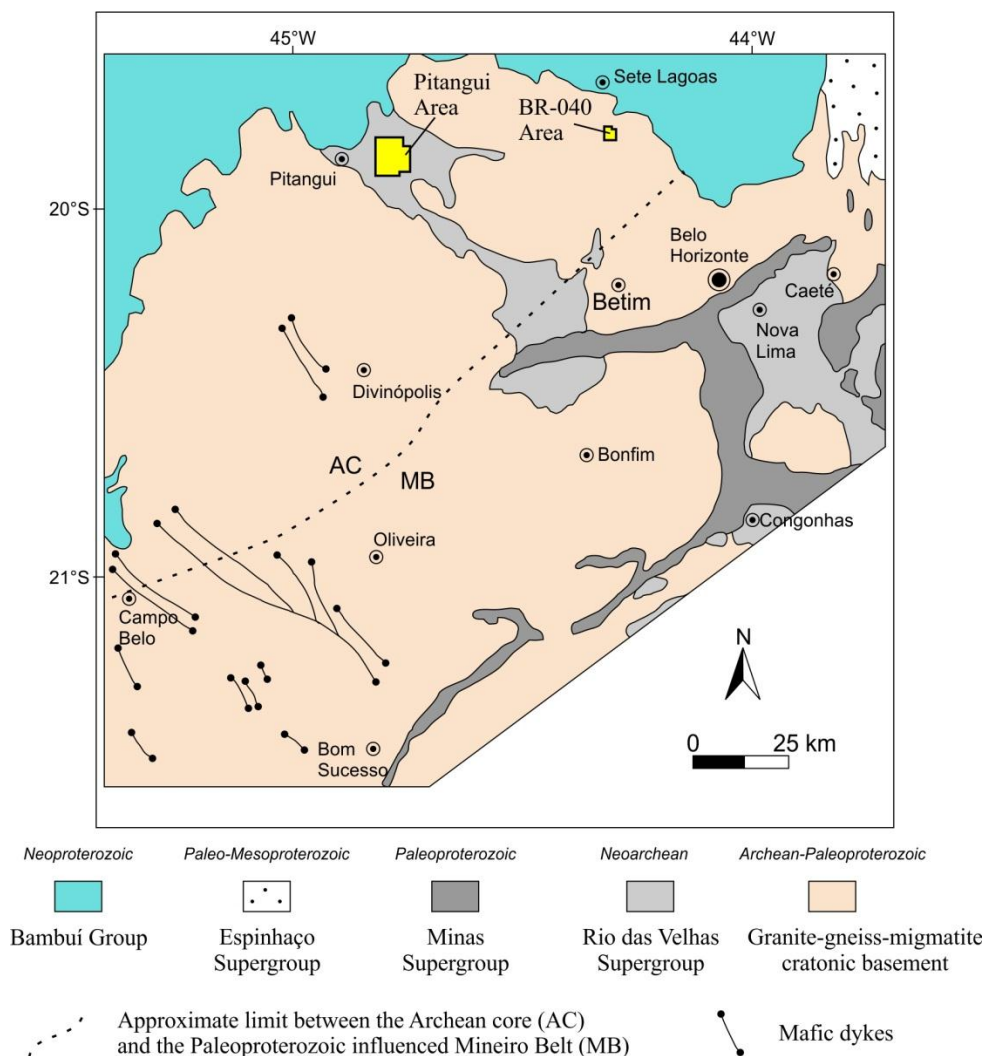 45°W
44°W
Sete Lagoas
Pitangui
Area
BR-040
Area
Pitangui
20°S
Belo
Horizonte
Betim
Caeté
Nova
Lima
Divinópolis
AC
MB
Bonfim
Congonhas
Oliveira
21°S
Campo
Belo
N
0 25 km
Bom
Sucesso
Neoproterozoic
Paleo-Mesoproterozoic
Paleoproterozoic
Neoarchean
Archean-Paleoproterozoic
Bambuí Group
Espinhaço
Supergroup
Minas
Supergroup
Rio das Velhas
Supergroup
Granite-gneiss-migmatite
cratonic basement
Approximate limit between the Archean core (AC)
and the Paleoproterozoic influenced Mineiro Belt (MB)
Mafic dykes